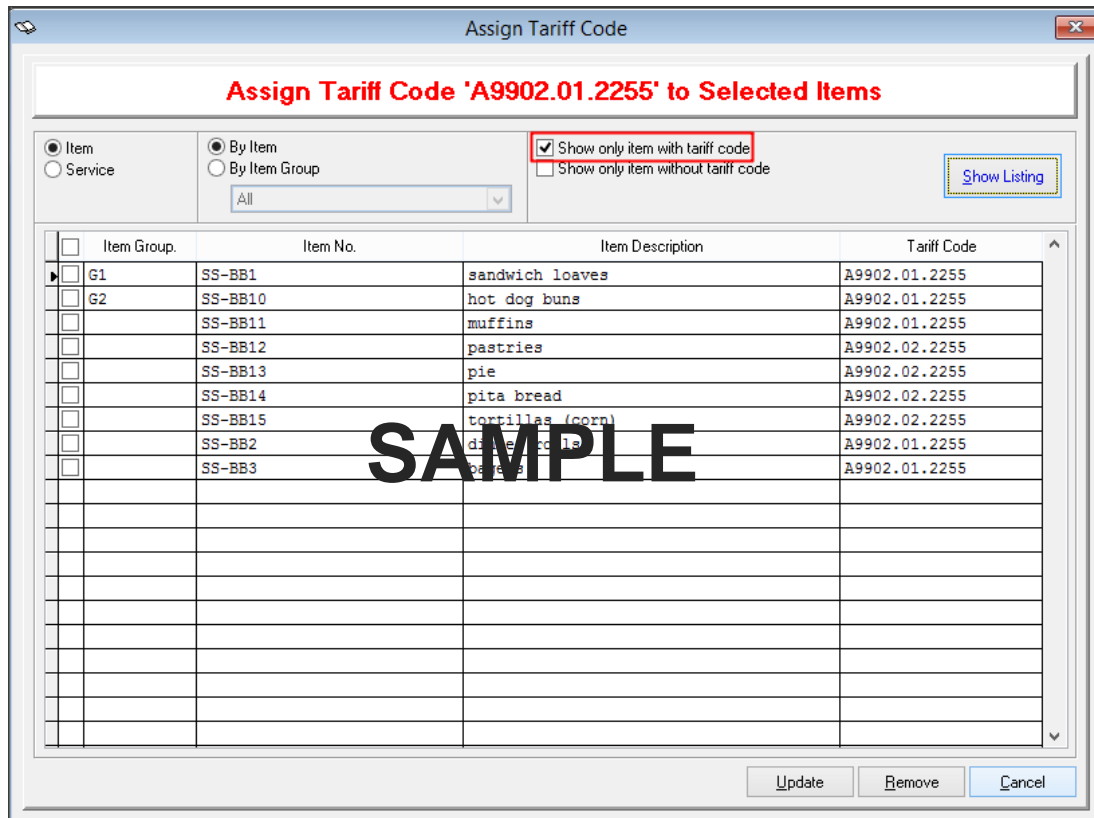 Assign Tariff Code
Assign Tariff Code 'A9902.01.2255' to Selected Items
Item
Service
By Item
By Item Group
All
Show only item with tariff code
Show only item without tariff code
Show Listing
Item Group. Item No. Item Description Tariff Code
G1 SS-BB1 sandwich loaves A9902.01.2255
G2 SS-BB10 hot dog buns A9902.01.2255
SS-BB11 muffins A9902.01.2255
SS-BB12 pastries A9902.02.2255
SS-BB13 pie A9902.02.2255
SS-BB14 pita bread A9902.02.2255
SS-BB15 tortillas (corn) A9902.02.2255
SS-BB2 A9902.01.2255
SS-BB3 A9902.01.2255
SAMPLE
Update Remove Cancel